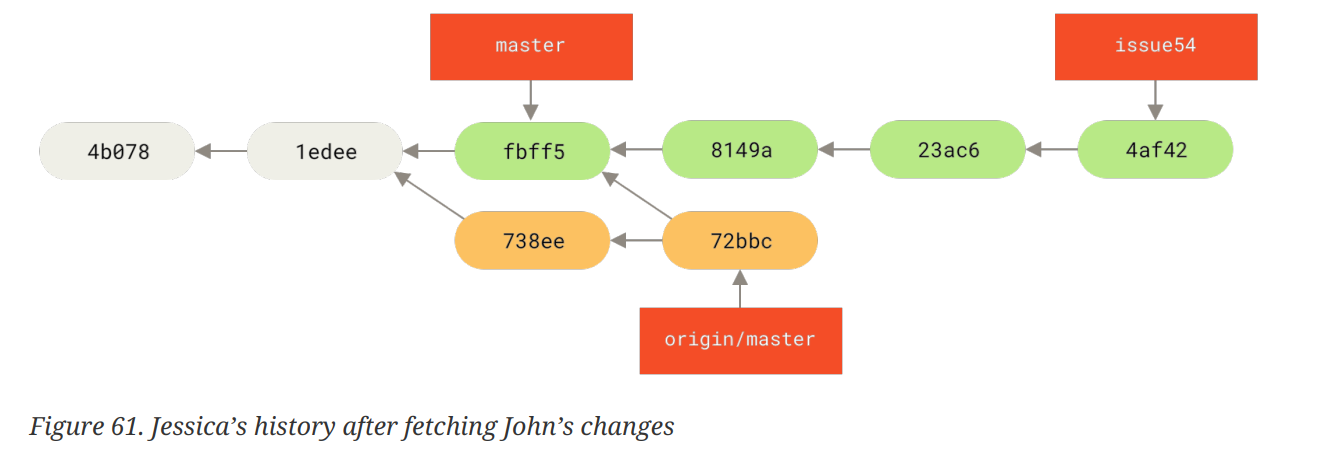 master
issue54
4b078
1edee
fbff5
8149a
23ac6
4af42
738ee
72bbc
origin/master
Figure 61. Jessica’s history after fetching John’s changes